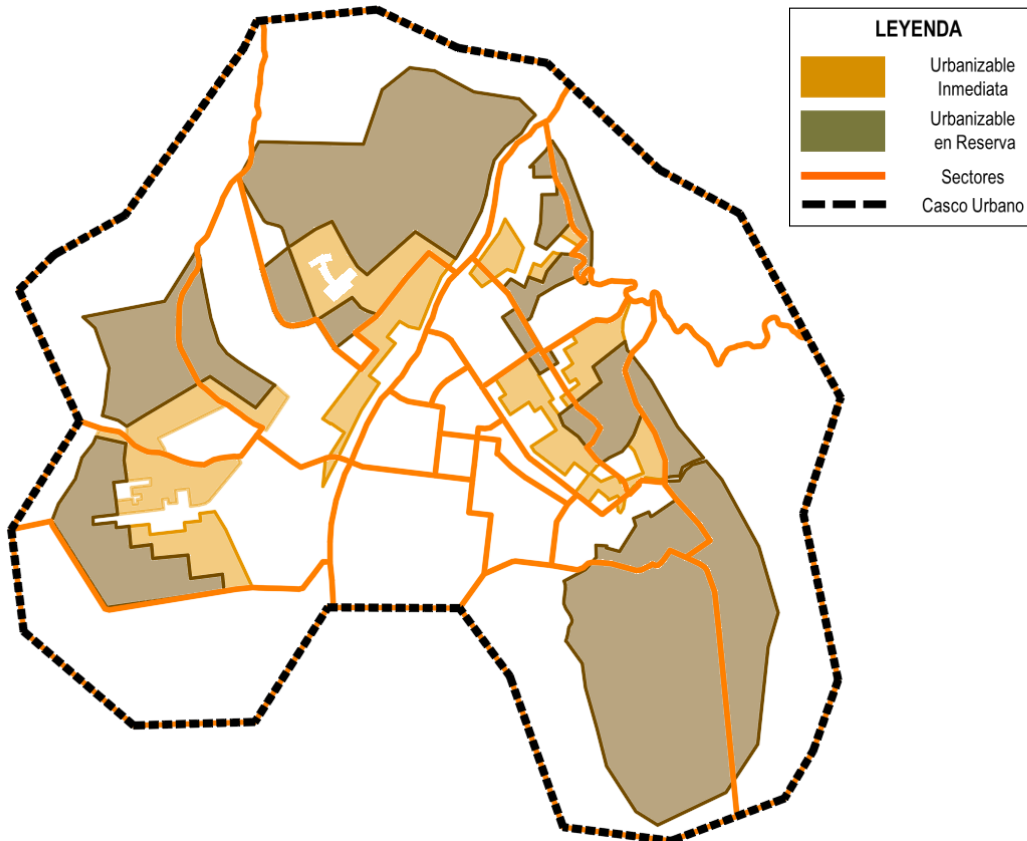 LEYENDA
Urbanizable
Inmediata
Urbanizable
en Reserva
Sectores
Casco Urbano